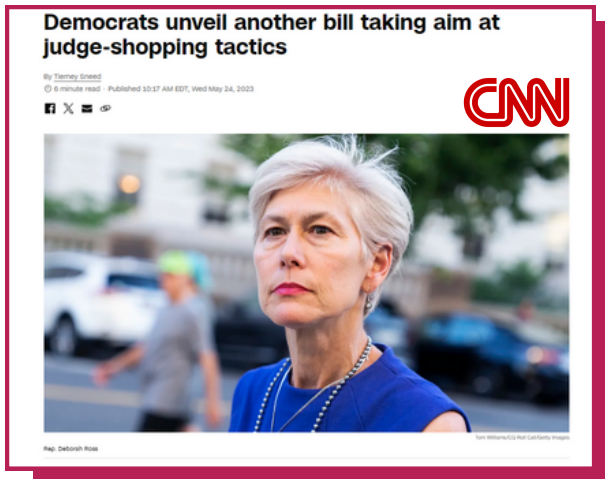 Democrats unveil another bill taking aim at
judge-shopping tactics
By Tierney Sneed
6 minute read · Published 10:17 AM EDT, Wed May 24, 2023
CNN
Tom Williams/CQ Roll Call/Getty Images
Rep. Deborah Ross